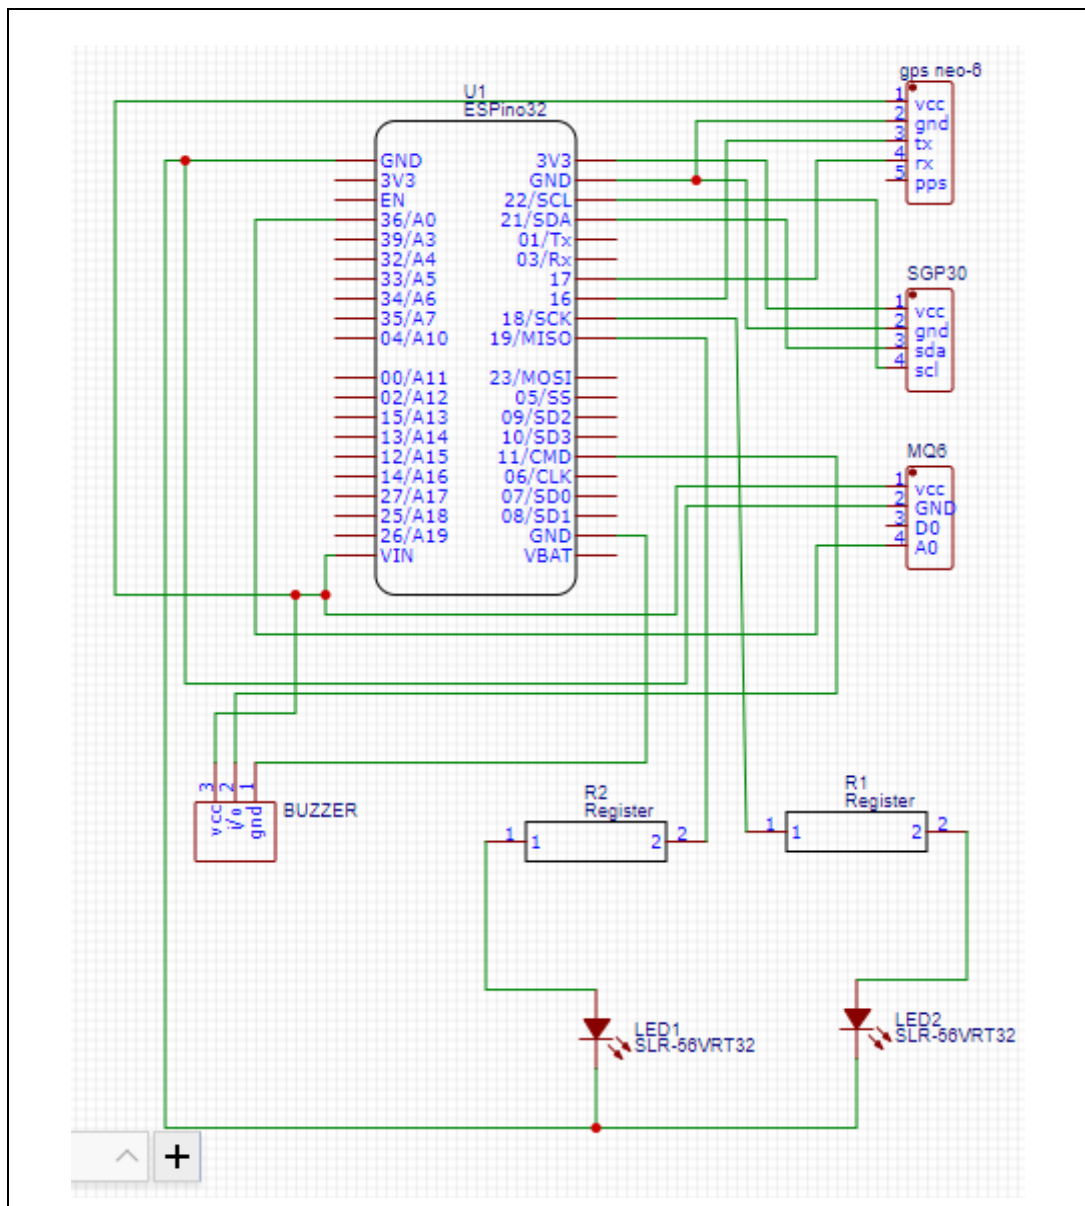 gps neo-6
1 vcc
2 gnd
3 tx
4 rx
5 pps
U1
ESPino32
GND 3V3
3V3 GND
EN 22/SCL
36/A0 21/SDA
39/A3 01/Tx
32/A4 03/Rx
33/A5 17
34/A6 16
35/A7 18/SCK
04/A10 19/MISO
00/A11 23/MOSI
02/A12 05/SS
15/A13 09/SD2
13/A14 10/SD3
12/A15 11/CMD
14/A16 06/CLK
27/A17 07/SD0
25/A18 08/SD1
26/A19 GND
VIN VBAT
SGP30
1 vcc
2 gnd
3 sda
4 scl
MQ6
1 vcc
2 GND
3 D0
4 A0
3 2 1
vcc i/o gnd
BUZZER
R2
Register
1 1 2 2
R1
Register
1 1 2 2
LED1
SLR-56VRT32
LED2
SLR-56VRT32
+